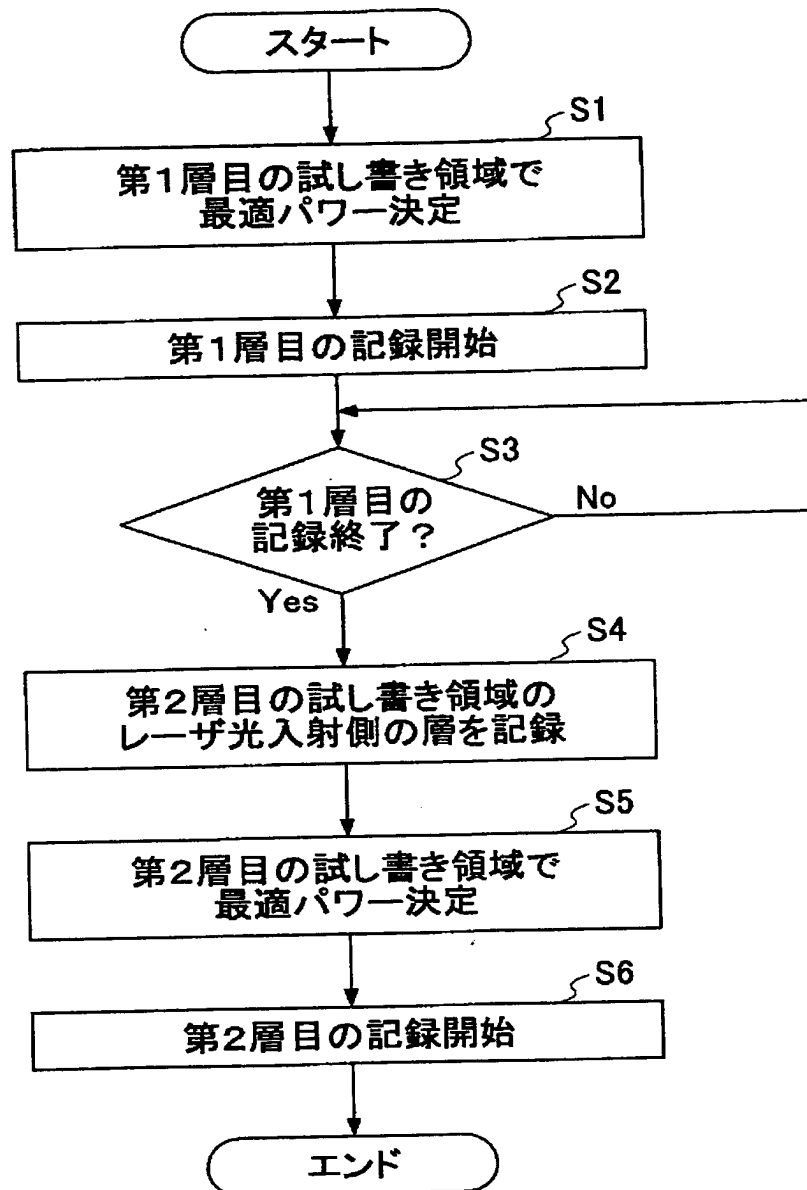 スタート
S1
第1層目の試し書き領域で
最適パワー決定
S2
第1層目の記録開始
S3
第1層目の
記録終了？
No
Yes
S4
第2層目の試し書き領域の
レーザ光入射側の層を記録
S5
第2層目の試し書き領域で
最適パワー決定
S6
第2層目の記録開始
エンド